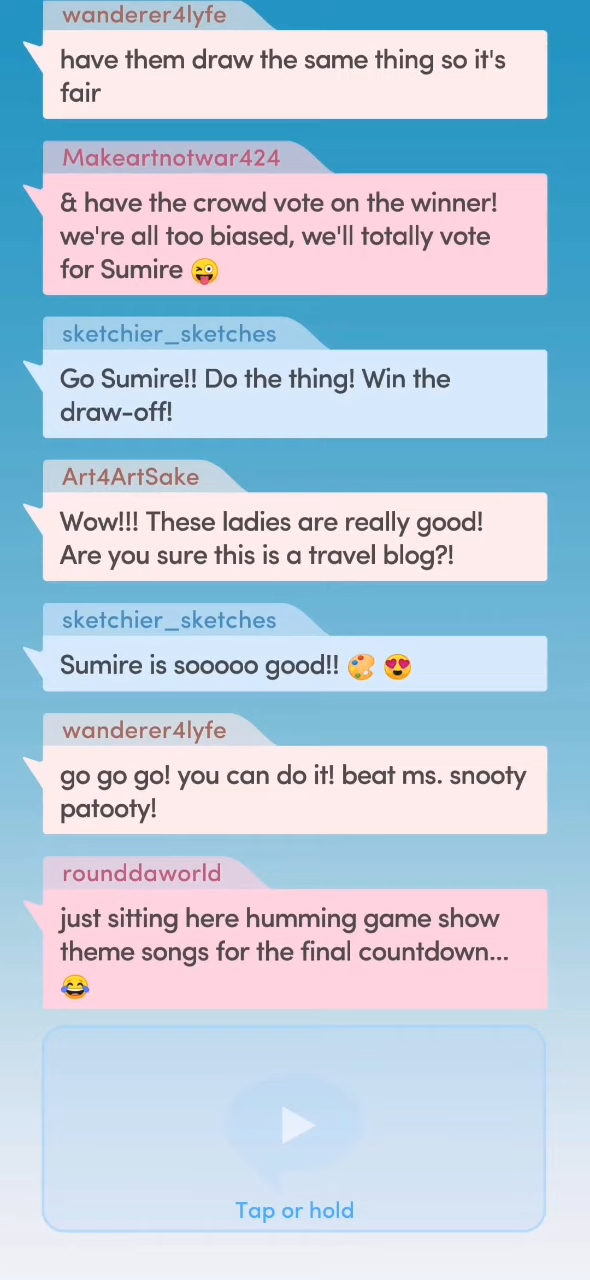 wanderer4lyfe
have them draw the same thing so it's
fair
Makeartnotwar424
& have the crowd vote on the winner!
we're all too biased, we'll totally vote
for Sumire 😜
sketchier_sketches
Go Sumire!! Do the thing! Win the
draw-off!
Art4ArtSake
Wow!!! These ladies are really good!
Are you sure this is a travel blog?!
sketchier_sketches
Sumire is sooooo good!! 🎨 😍
wanderer4lyfe
go go go! you can do it! beat ms. snooty
patooty!
rounddaworld
just sitting here humming game show
theme songs for the final countdown...
😂
Tap or hold